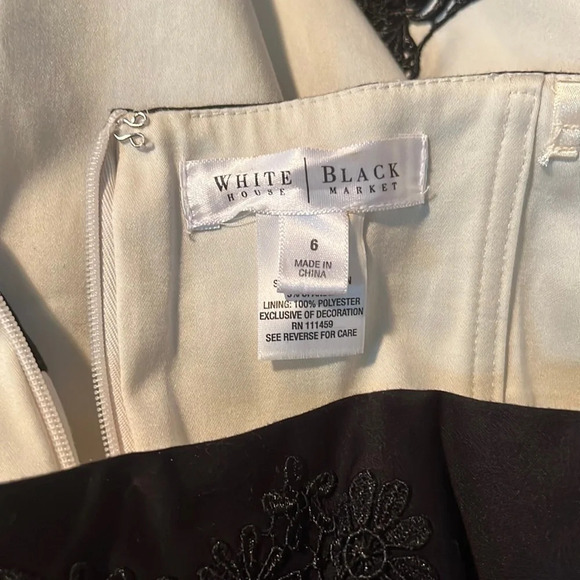 WHITE | BLACK
HOUSE MARKET
6
MADE IN
CHINA
LINING: 100% POLYESTER
EXCLUSIVE OF DECORATION
RN 111459
SEE REVERSE FOR CARE